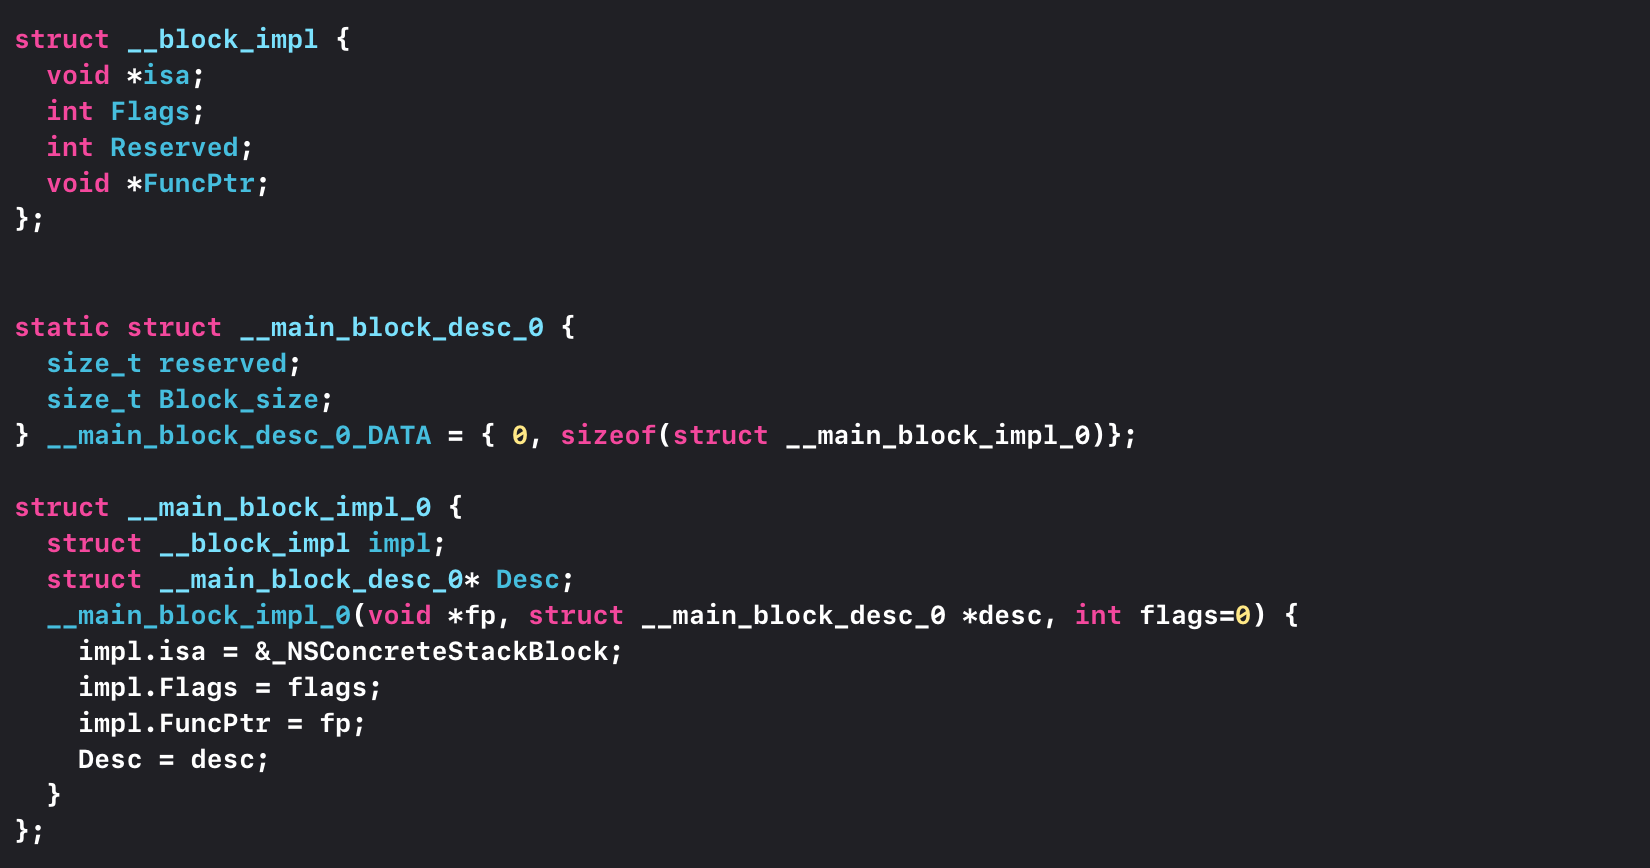 struct __block_impl {
  void *isa;
  int Flags;
  int Reserved;
  void *FuncPtr;
};
static struct __main_block_desc_0 {
  size_t reserved;
  size_t Block_size;
} __main_block_desc_0_DATA = { 0, sizeof(struct __main_block_impl_0)};
struct __main_block_impl_0 {
  struct __block_impl impl;
  struct __main_block_desc_0* Desc;
  __main_block_impl_0(void *fp, struct __main_block_desc_0 *desc, int flags=0) {
    impl.isa = &_NSConcreteStackBlock;
    impl.Flags = flags;
    impl.FuncPtr = fp;
    Desc = desc;
  }
};